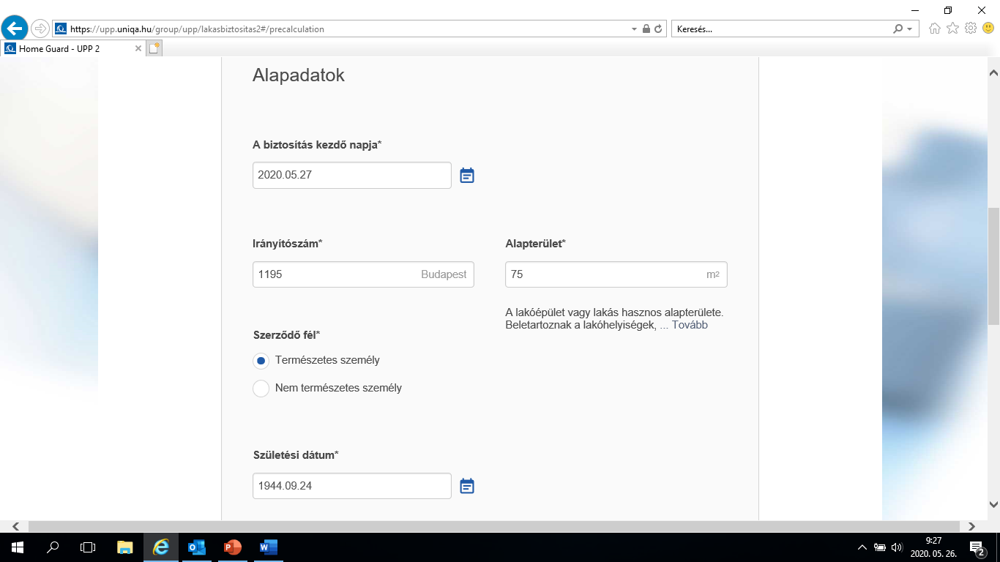 https://upp.uniqa.hu/group/upp/lakasbiztositas2#/precalculation
Keresés...
Home Guard - UPP 2
Alapadatok
A biztosítás kezdő napja*
2020.05.27
Irányítószám*
Alapterület*
1195 Budapest
75 m2
A lakóépület vagy lakás hasznos alapterülete.
Beletartoznak a lakóhelyiségek, ... Tovább
Szerződő fél*
Természetes személy
Nem természetes személy
Születési dátum*
1944.09.24
9:27
2020. 05. 26.
2